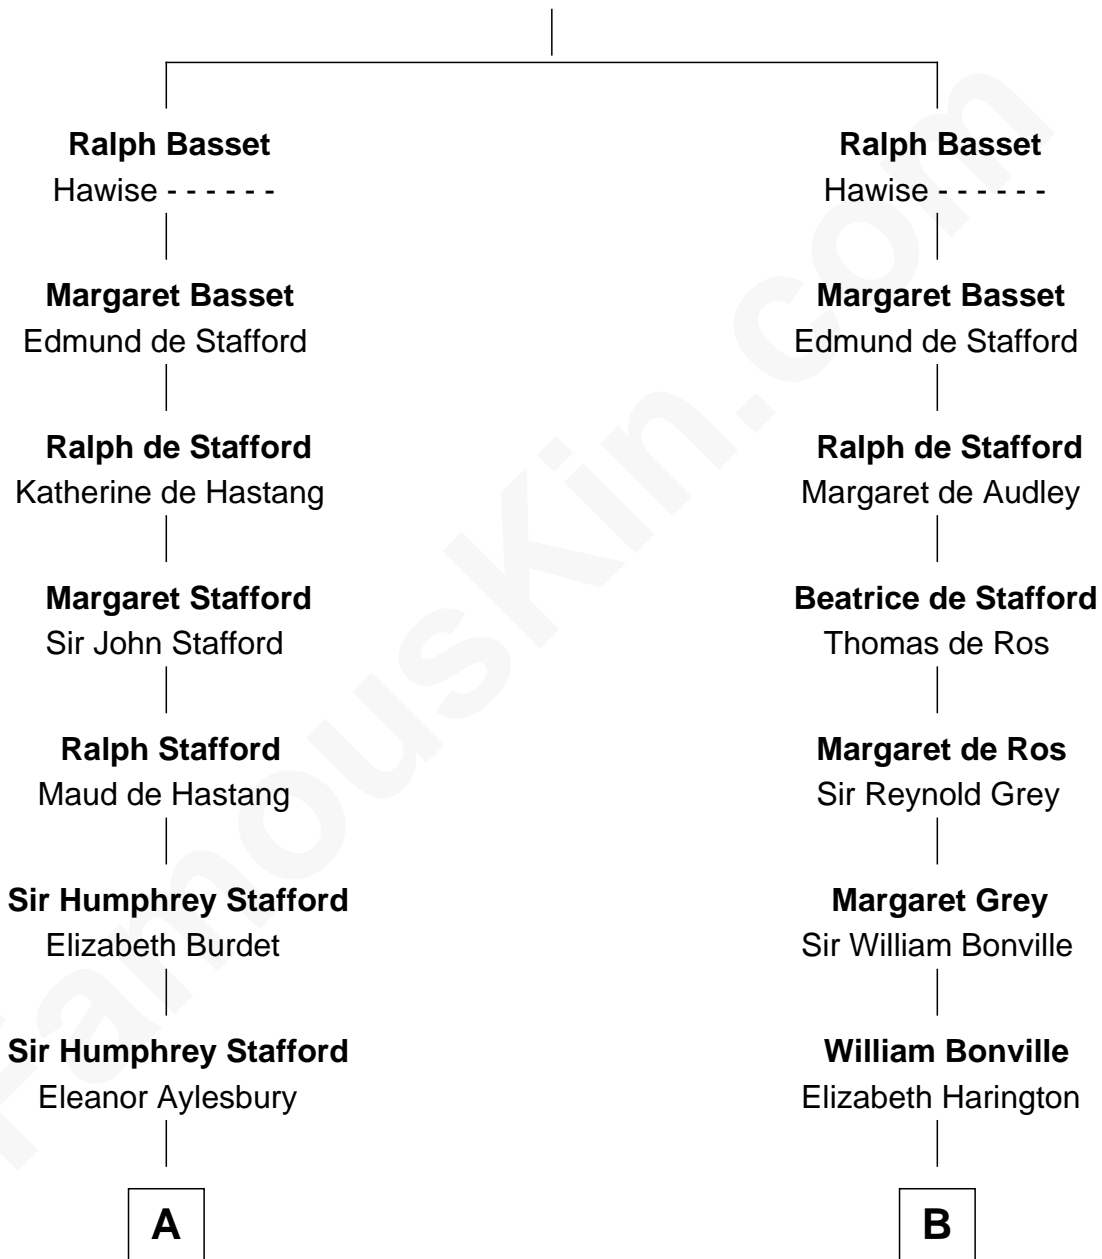 Ralph Basset
Hawise - - - - - -
Margaret Basset
Edmund de Stafford
Ralph de Stafford
Katherine de Hastang
Margaret Stafford
Sir John Stafford
Ralph Stafford
Maud de Hastang
Sir Humphrey Stafford
Elizabeth Burdet
Sir Humphrey Stafford
Eleanor Aylesbury
A
Ralph Basset
Hawise - - - - - -
Margaret Basset
Edmund de Stafford
Ralph de Stafford
Margaret de Audley
Beatrice de Stafford
Thomas de Ros
Margaret de Ros
Sir Reynold Grey
Margaret Grey
Sir William Bonville
William Bonville
Elizabeth Harington
B
FamousKin.com